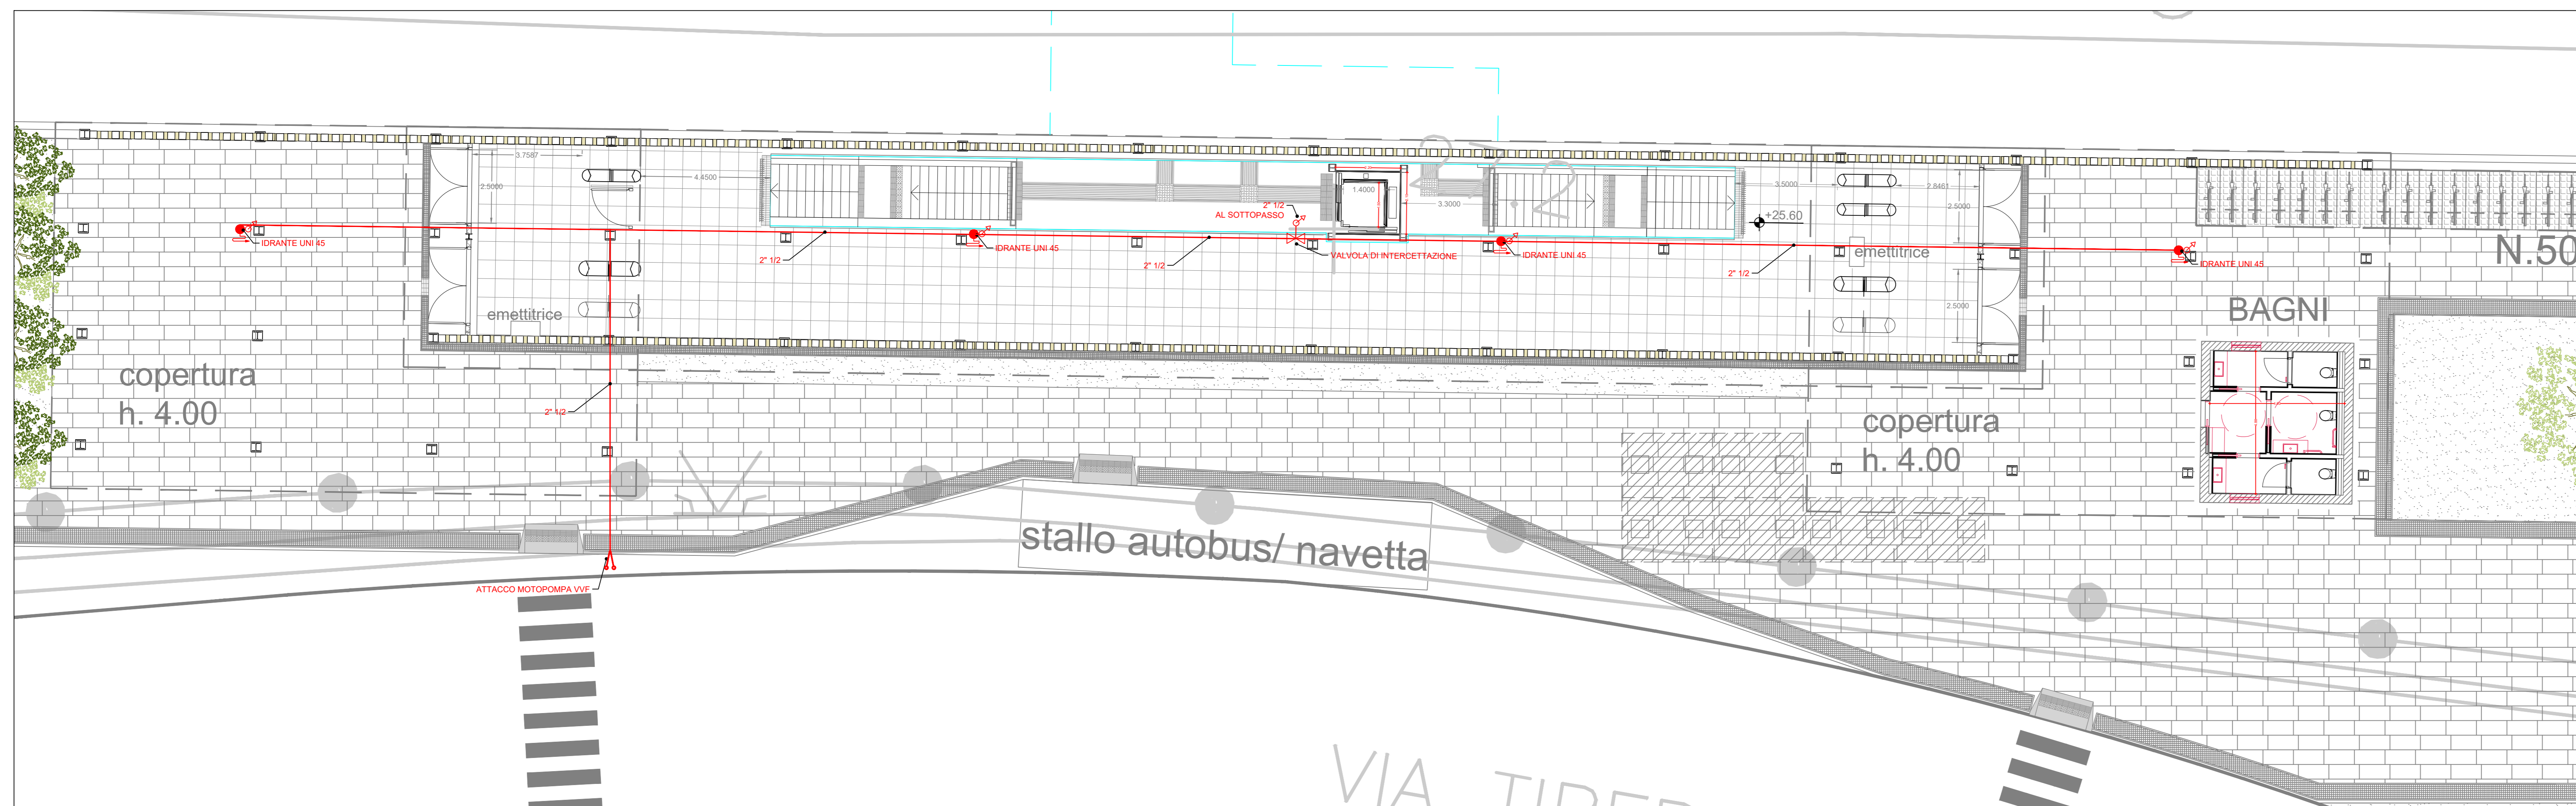 3.7587
2.5000
4.4500
1.4000
3.3000
3.5000
+25.60
2.8461
2.5000
2" 1/2
AL SOTTOPASSO
IDRANTE UNI 45
IDRANTE UNI 45
VALVOLA DI INTERCETTAZIONE
IDRANTE UNI 45
IDRANTE UNI 45
2" 1/2
2" 1/2
2" 1/2
emettitrice
N.50
emettitrice
2.5000
BAGNI
copertura
h. 4.00
2" 1/2
copertura
h. 4.00
stallo autobus/ navetta
ATTACCO MOTOPOMPA VVF
VIA